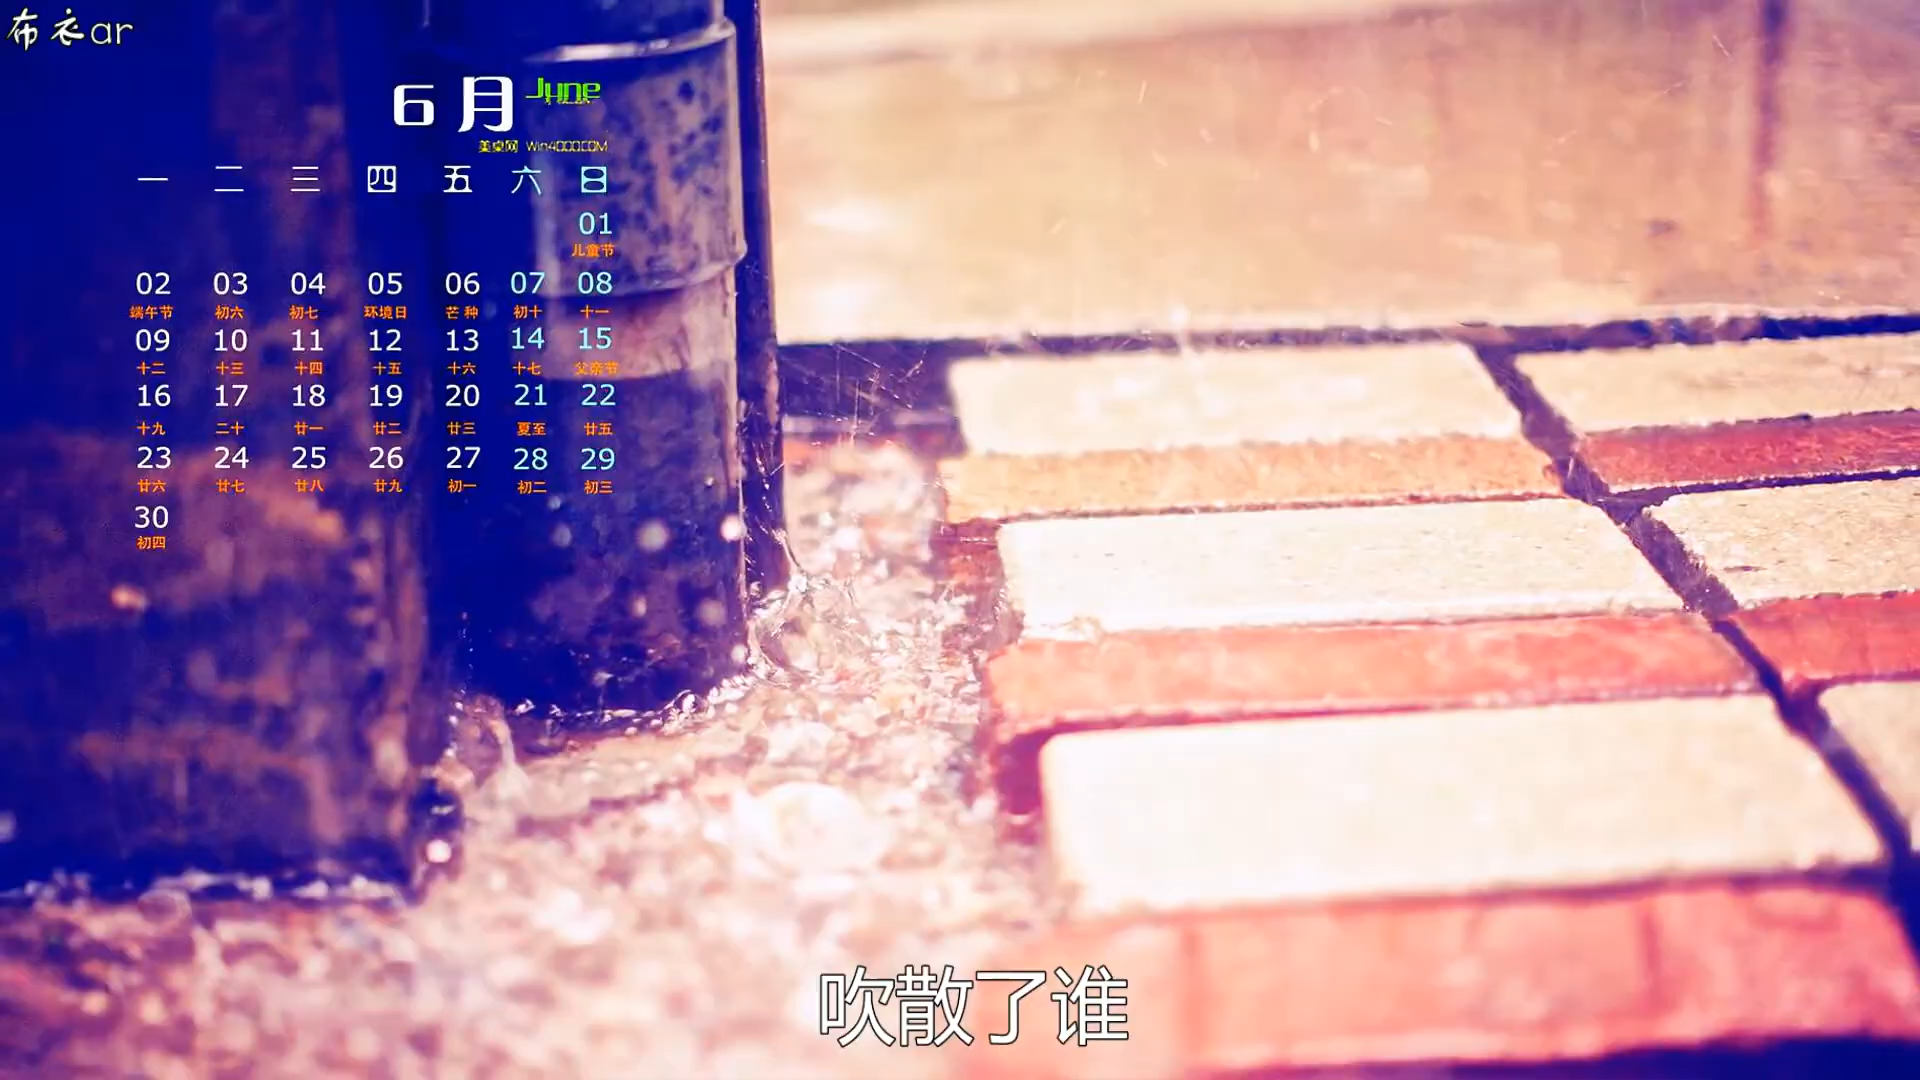 布衣ar
6月 June
美桌网 Win4000.COM
一 二 三 四 五 六 日
01
儿童节
02 03 04 05 06 07 08
端午节 初六 初七 环境日 芒种 初十 十一
09 10 11 12 13 14 15
十二 十三 十四 十五 十六 十七 父亲节
16 17 18 19 20 21 22
十九 二十 廿一 廿二 廿三 夏至 廿五
23 24 25 26 27 28 29
廿六 廿七 廿八 廿九 初一 初二 初三
30
初四
吹散了谁